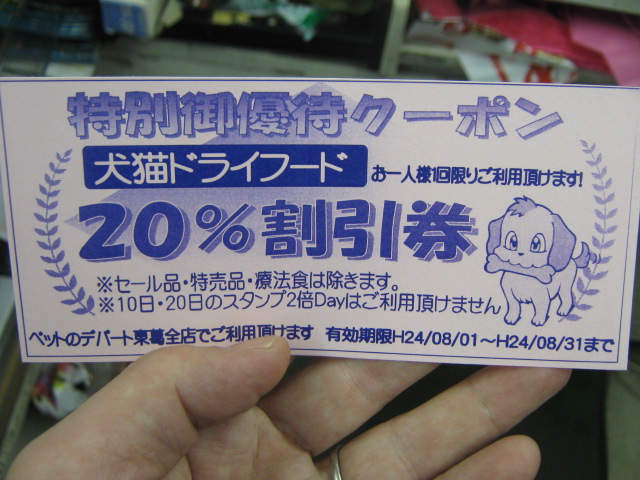 特別御優待クーポン
犬猫ドライフード お一人様1回限りご利用頂けます!
20%割引券
※セール品・特売品・療法食は除きます。
※10日・20日のスタンプ2倍Dayはご利用頂けません
ペットのデパート東葛全店でご利用頂けます 有効期限H24/08/01〜H24/08/31まで